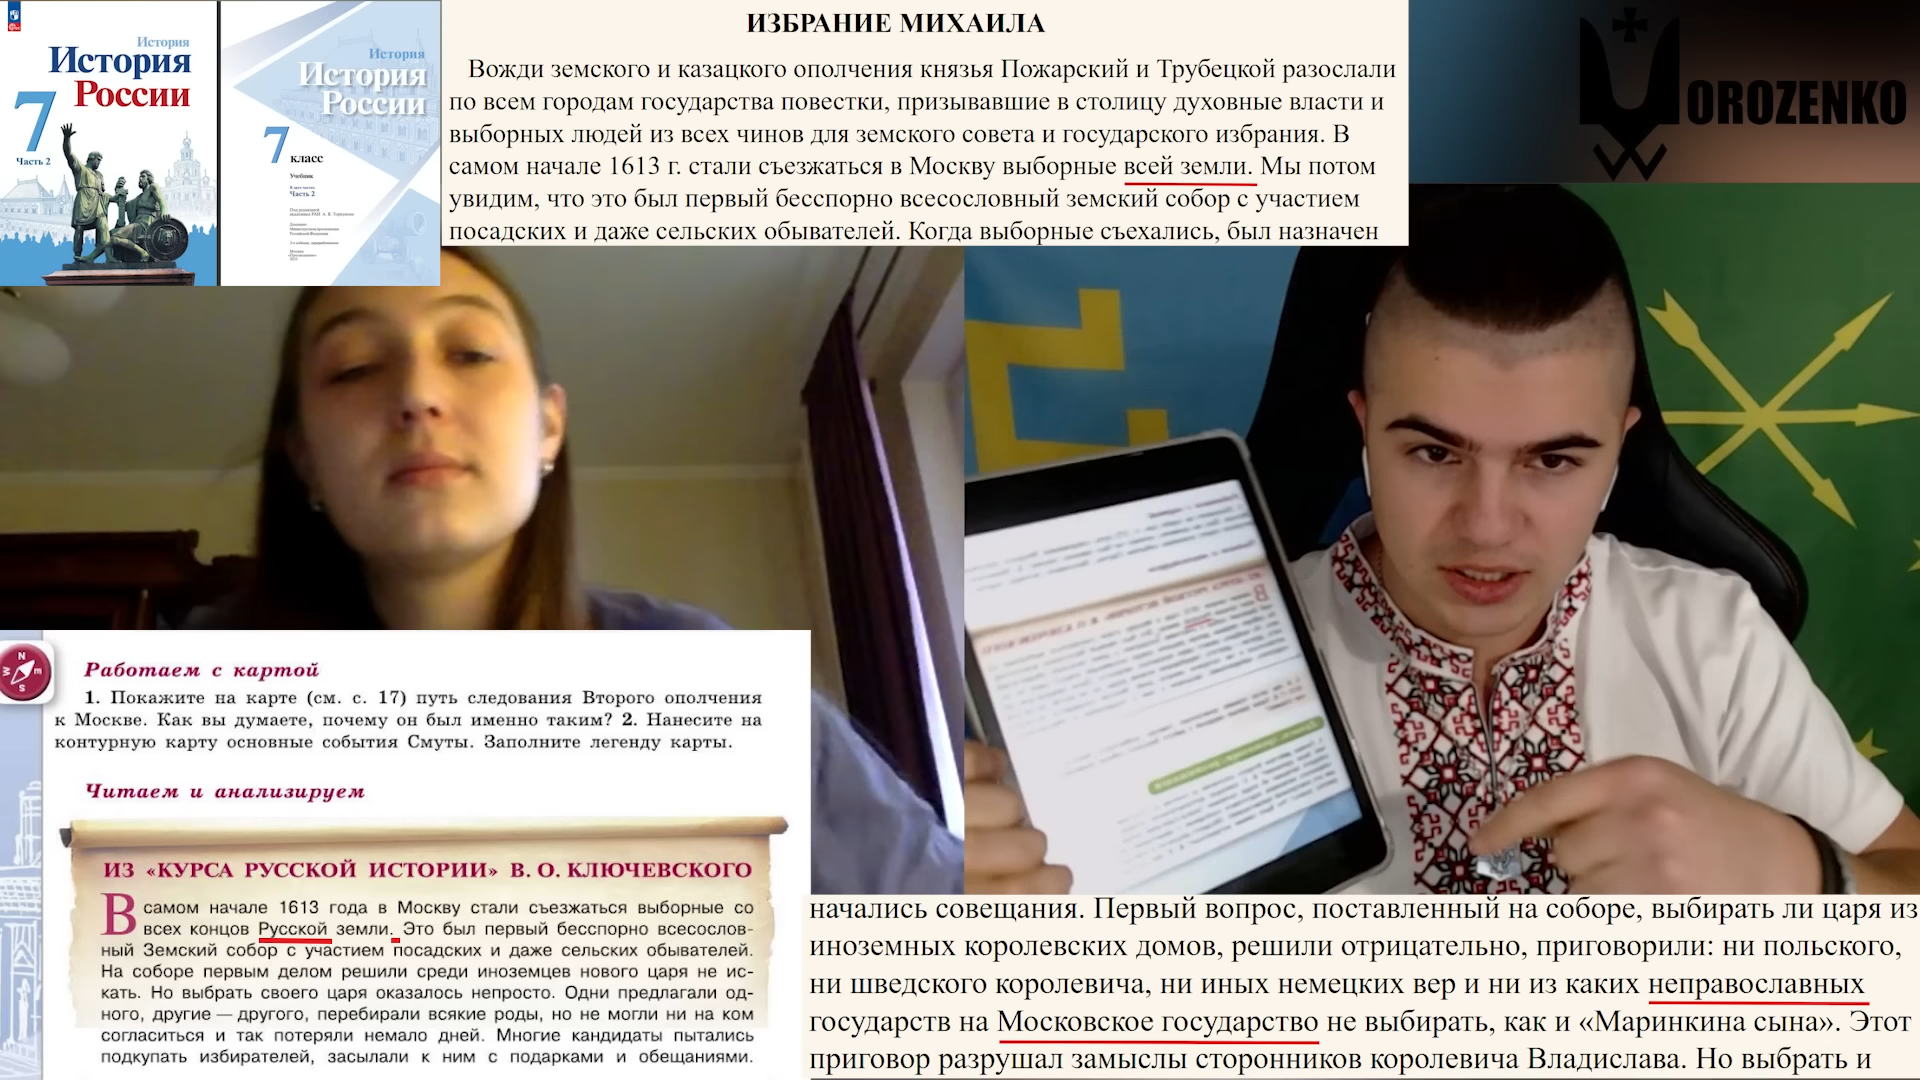 История
История
России
7
Часть 2
История
История
России
7 класс
Учебник
Часть 2
ИЗБРАНИЕ МИХАИЛА
Вожди земского и казацкого ополчения князья Пожарский и Трубецкой разослали
по всем городам государства повестки, призывавшие в столицу духовные власти и
выборных людей из всех чинов для земского совета и государского избрания. В
самом начале 1613 г. стали съезжаться в Москву выборные всей земли. Мы потом
увидим, что это был первый бесспорно всесословный земский собор с участием
посадских и даже сельских обывателей. Когда выборные съехались, был назначен
OROZENKO
Работаем с картой
1. Покажите на карте (см. с. 17) путь следования Второго ополчения
к Москве. Как вы думаете, почему он был именно таким? 2. Нанесите на
контурную карту основные события Смуты. Заполните легенду карты.
Читаем и анализируем
ИЗ «КУРСА РУССКОЙ ИСТОРИИ» В. О. КЛЮЧЕВСКОГО
В самом начале 1613 года в Москву стали съезжаться выборные со
всех концов Русской земли. Это был первый бесспорно всесослов-
ный Земский собор с участием посадских и даже сельских обывателей.
На соборе первым делом решили среди иноземцев нового царя не ис-
кать. Но выбрать своего царя оказалось непросто. Одни предлагали од-
ного, другие — другого, перебирали всякие роды, но не могли ни на ком
согласиться и так потеряли немало дней. Многие кандидаты пытались
подкупать избирателей, засылали к ним с подарками и обещаниями.
начались совещания. Первый вопрос, поставленный на соборе, выбирать ли царя из
иноземных королевских домов, решили отрицательно, приговорили: ни польского,
ни шведского королевича, ни иных немецких вер и ни из каких неправославных
государств на Московское государство не выбирать, как и «Маринкина сына». Этот
приговор разрушал замыслы сторонников королевича Владислава. Но выбрать и